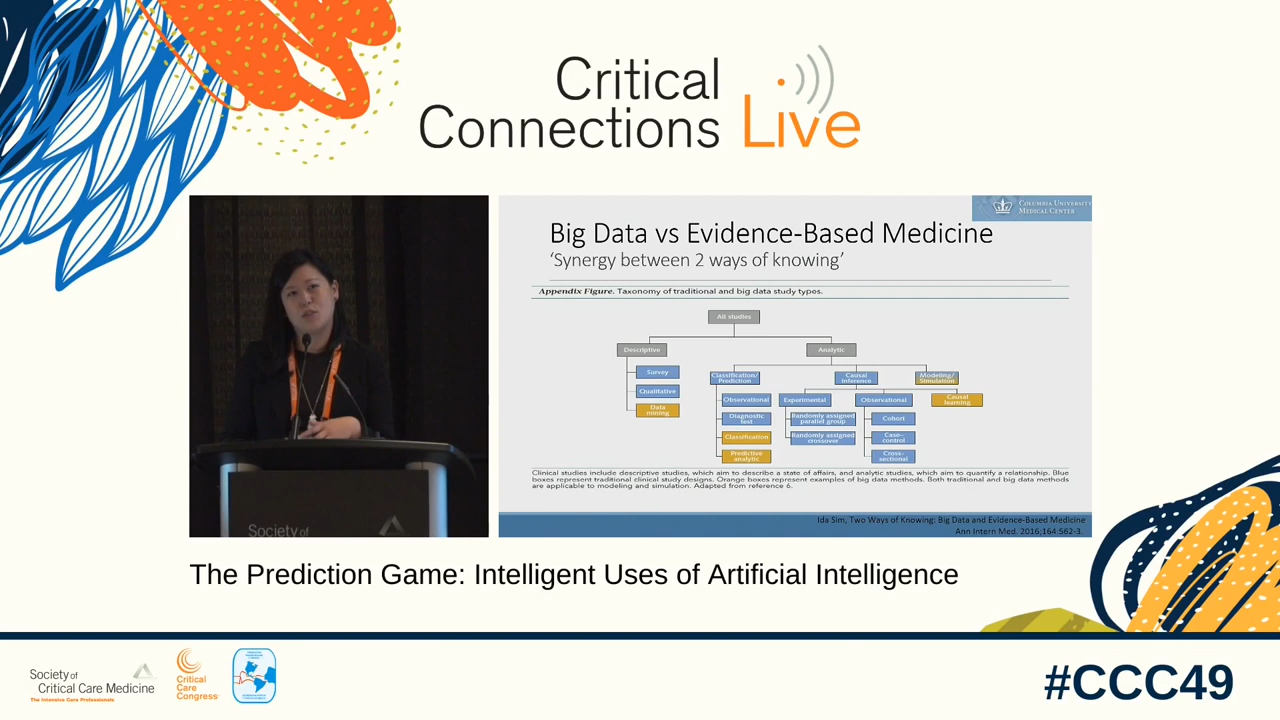 Critical
Connections Live
COLUMBIA UNIVERSITY
MEDICAL CENTER
Big Data vs Evidence-Based Medicine
‘Synergy between 2 ways of knowing’
Appendix Figure. Taxonomy of traditional and big data study types.
All studies
Descriptive
Analytic
Survey
Qualitative
Data
mining
Classification/
Prediction
Observational
Diagnostic
Test
Classification
Predictive
analytic
Causal
inference
Experimental
Randomly assigned
parallel group
Randomly assigned
crossover
Observational
Cohort
Case-
control
Cross-
sectional
Modeling/
Simulation
Causal
learning
Clinical studies include descriptive studies, which aim to describe a state of affairs, and analytic studies, which aim to quantify a relationship. Blue
boxes represent traditional clinical study designs. Orange boxes represent examples of big data methods. Both traditional and big data methods
are applicable to modeling and simulation. Adapted from reference 6.
Ida Sim, Two Ways of Knowing: Big Data and Evidence-Based Medicine
Ann Intern Med. 2016;164:562-3.
Society of
The Prediction Game: Intelligent Uses of Artificial Intelligence
Society of
Critical Care Medicine
The Intensive Care Professionals
Critical
Care
Congress
#CCC49